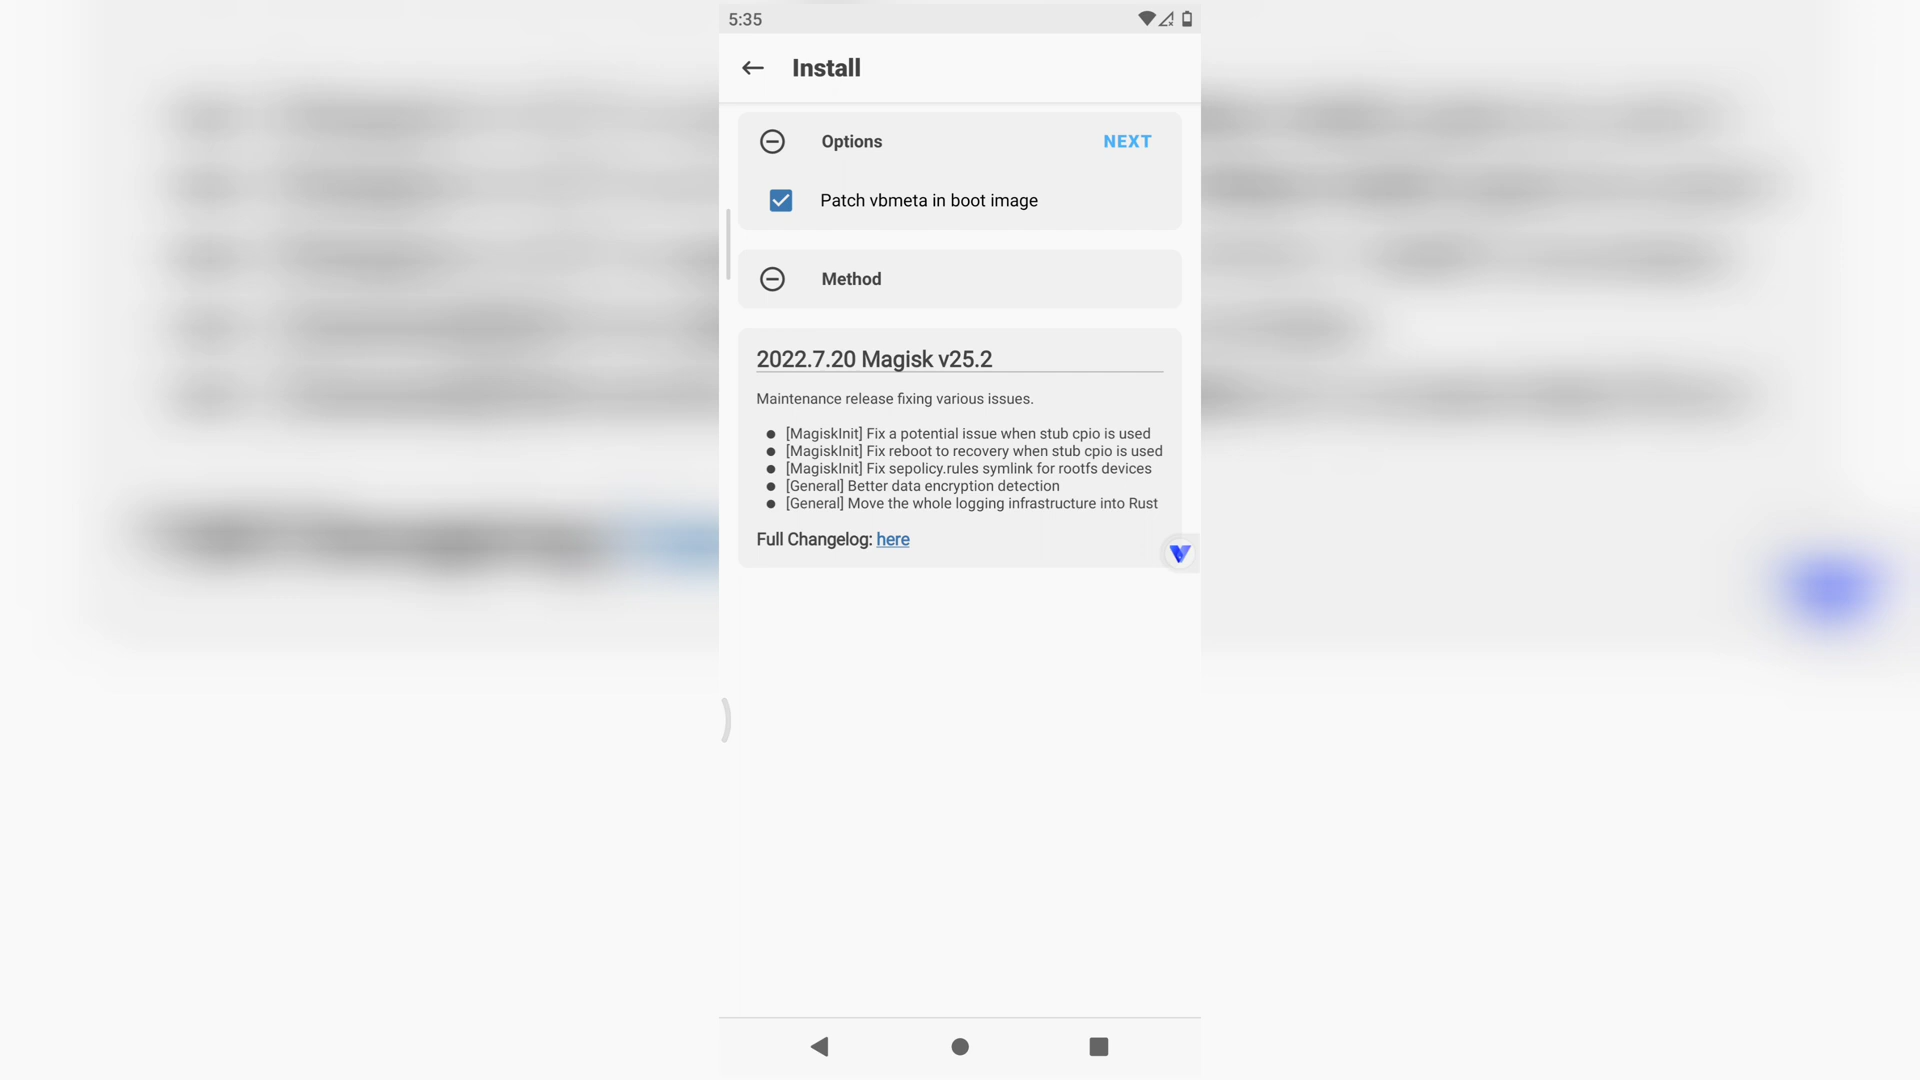 5:35
Install
Options
NEXT
Patch vbmeta in boot image
Method
2022.7.20 Magisk v25.2
Maintenance release fixing various issues.
[MagiskInit] Fix a potential issue when stub cpio is used
[MagiskInit] Fix reboot to recovery when stub cpio is used
[MagiskInit] Fix sepolicy.rules symlink for rootfs devices
[General] Better data encryption detection
[General] Move the whole logging infrastructure into Rust
Full Changelog: here